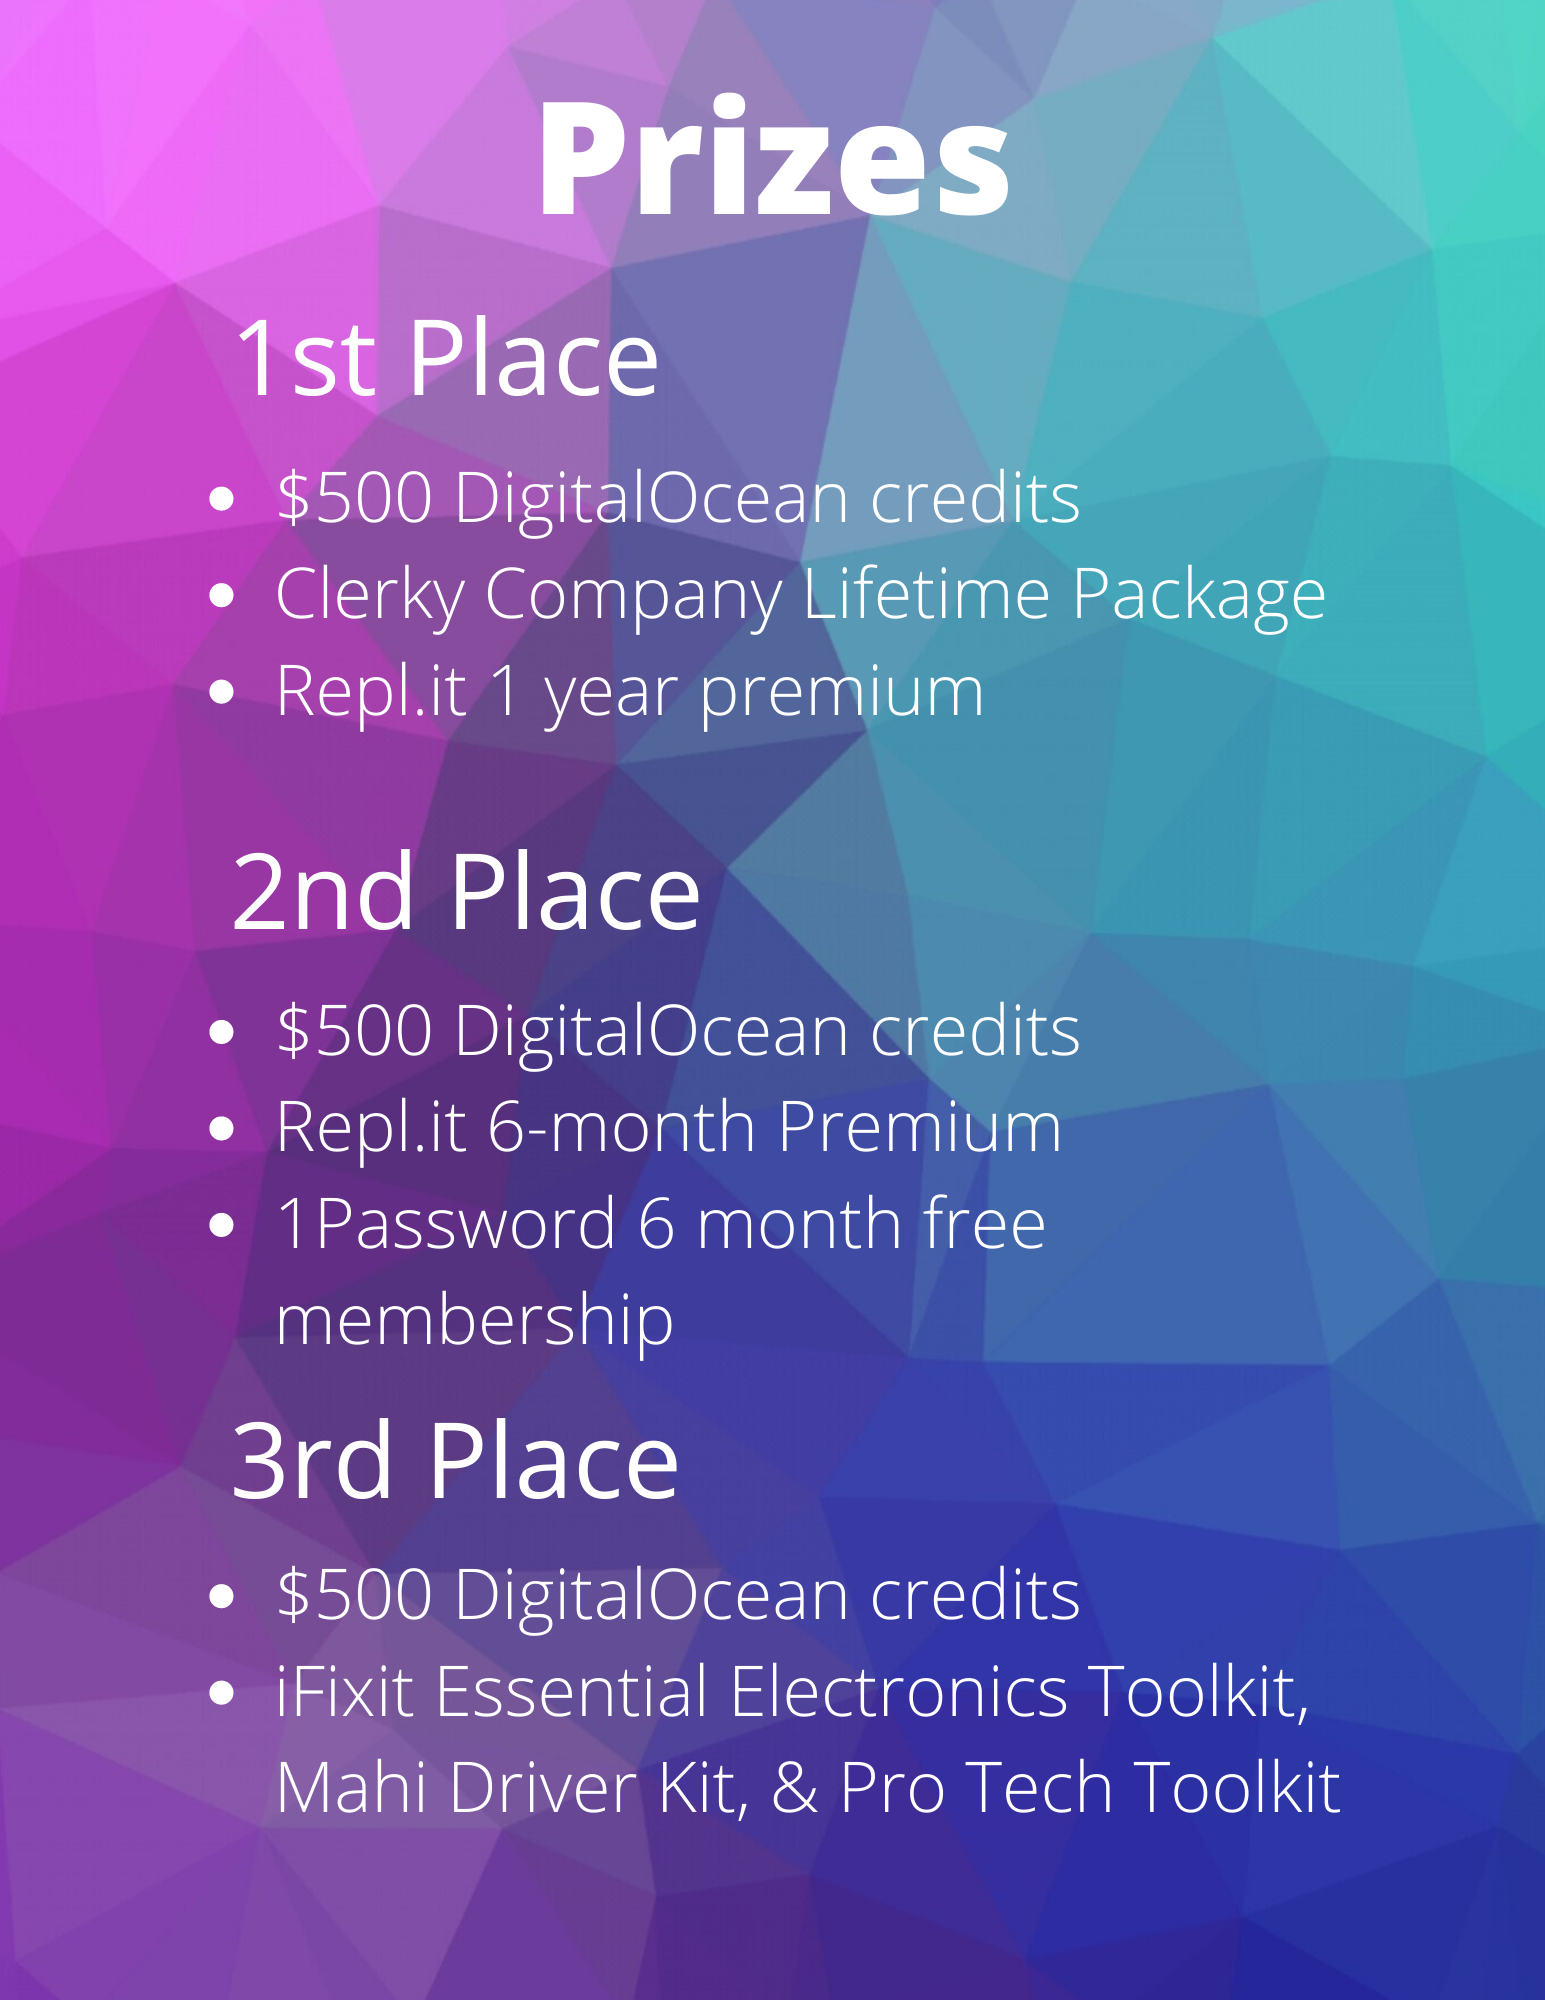 Prizes
1st Place
• $500 DigitalOcean credits
• Clerky Company Lifetime Package
• Repl.it 1 year premium
2nd Place
• $500 DigitalOcean credits
• Repl.it 6-month Premium
• 1Password 6 month free
membership
3rd Place
• $500 DigitalOcean credits
• iFixit Essential Electronics Toolkit,
Mahi Driver Kit, & Pro Tech Toolkit